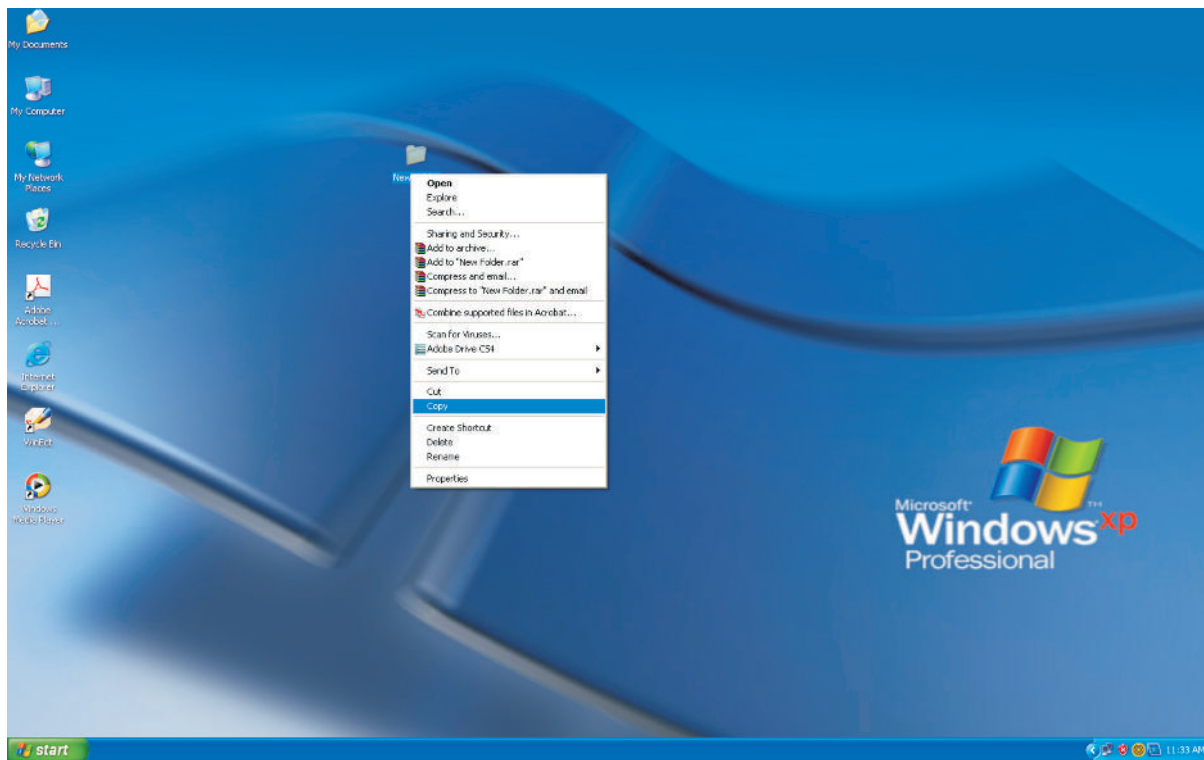 My Documents
My Computer
My Network
Places
Recycle Bin
Adobe
Acrobat ...
Internet
Explorer
WinEdt
Windows
Media Player
New
Open
Explore
Search...
Sharing and Security...
Add to archive...
Add to "New Folder.rar"
Compress and email...
Compress to "New Folder.rar" and email
Combine supported files in Acrobat...
Scan for Viruses...
Adobe Drive CS4
Send To
Cut
Copy
Create Shortcut
Delete
Rename
Properties
Microsoft®
Windows xp TM
Professional
start
11:33 AM